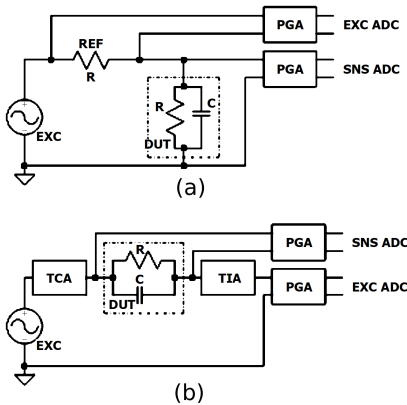 PGA EXC ADC
REF
R
PGA SNS ADC
R C
DUT
EXC
(a)
PGA SNS ADC
R
TCA C TIA
PGA EXC ADC
DUT
EXC
(b)